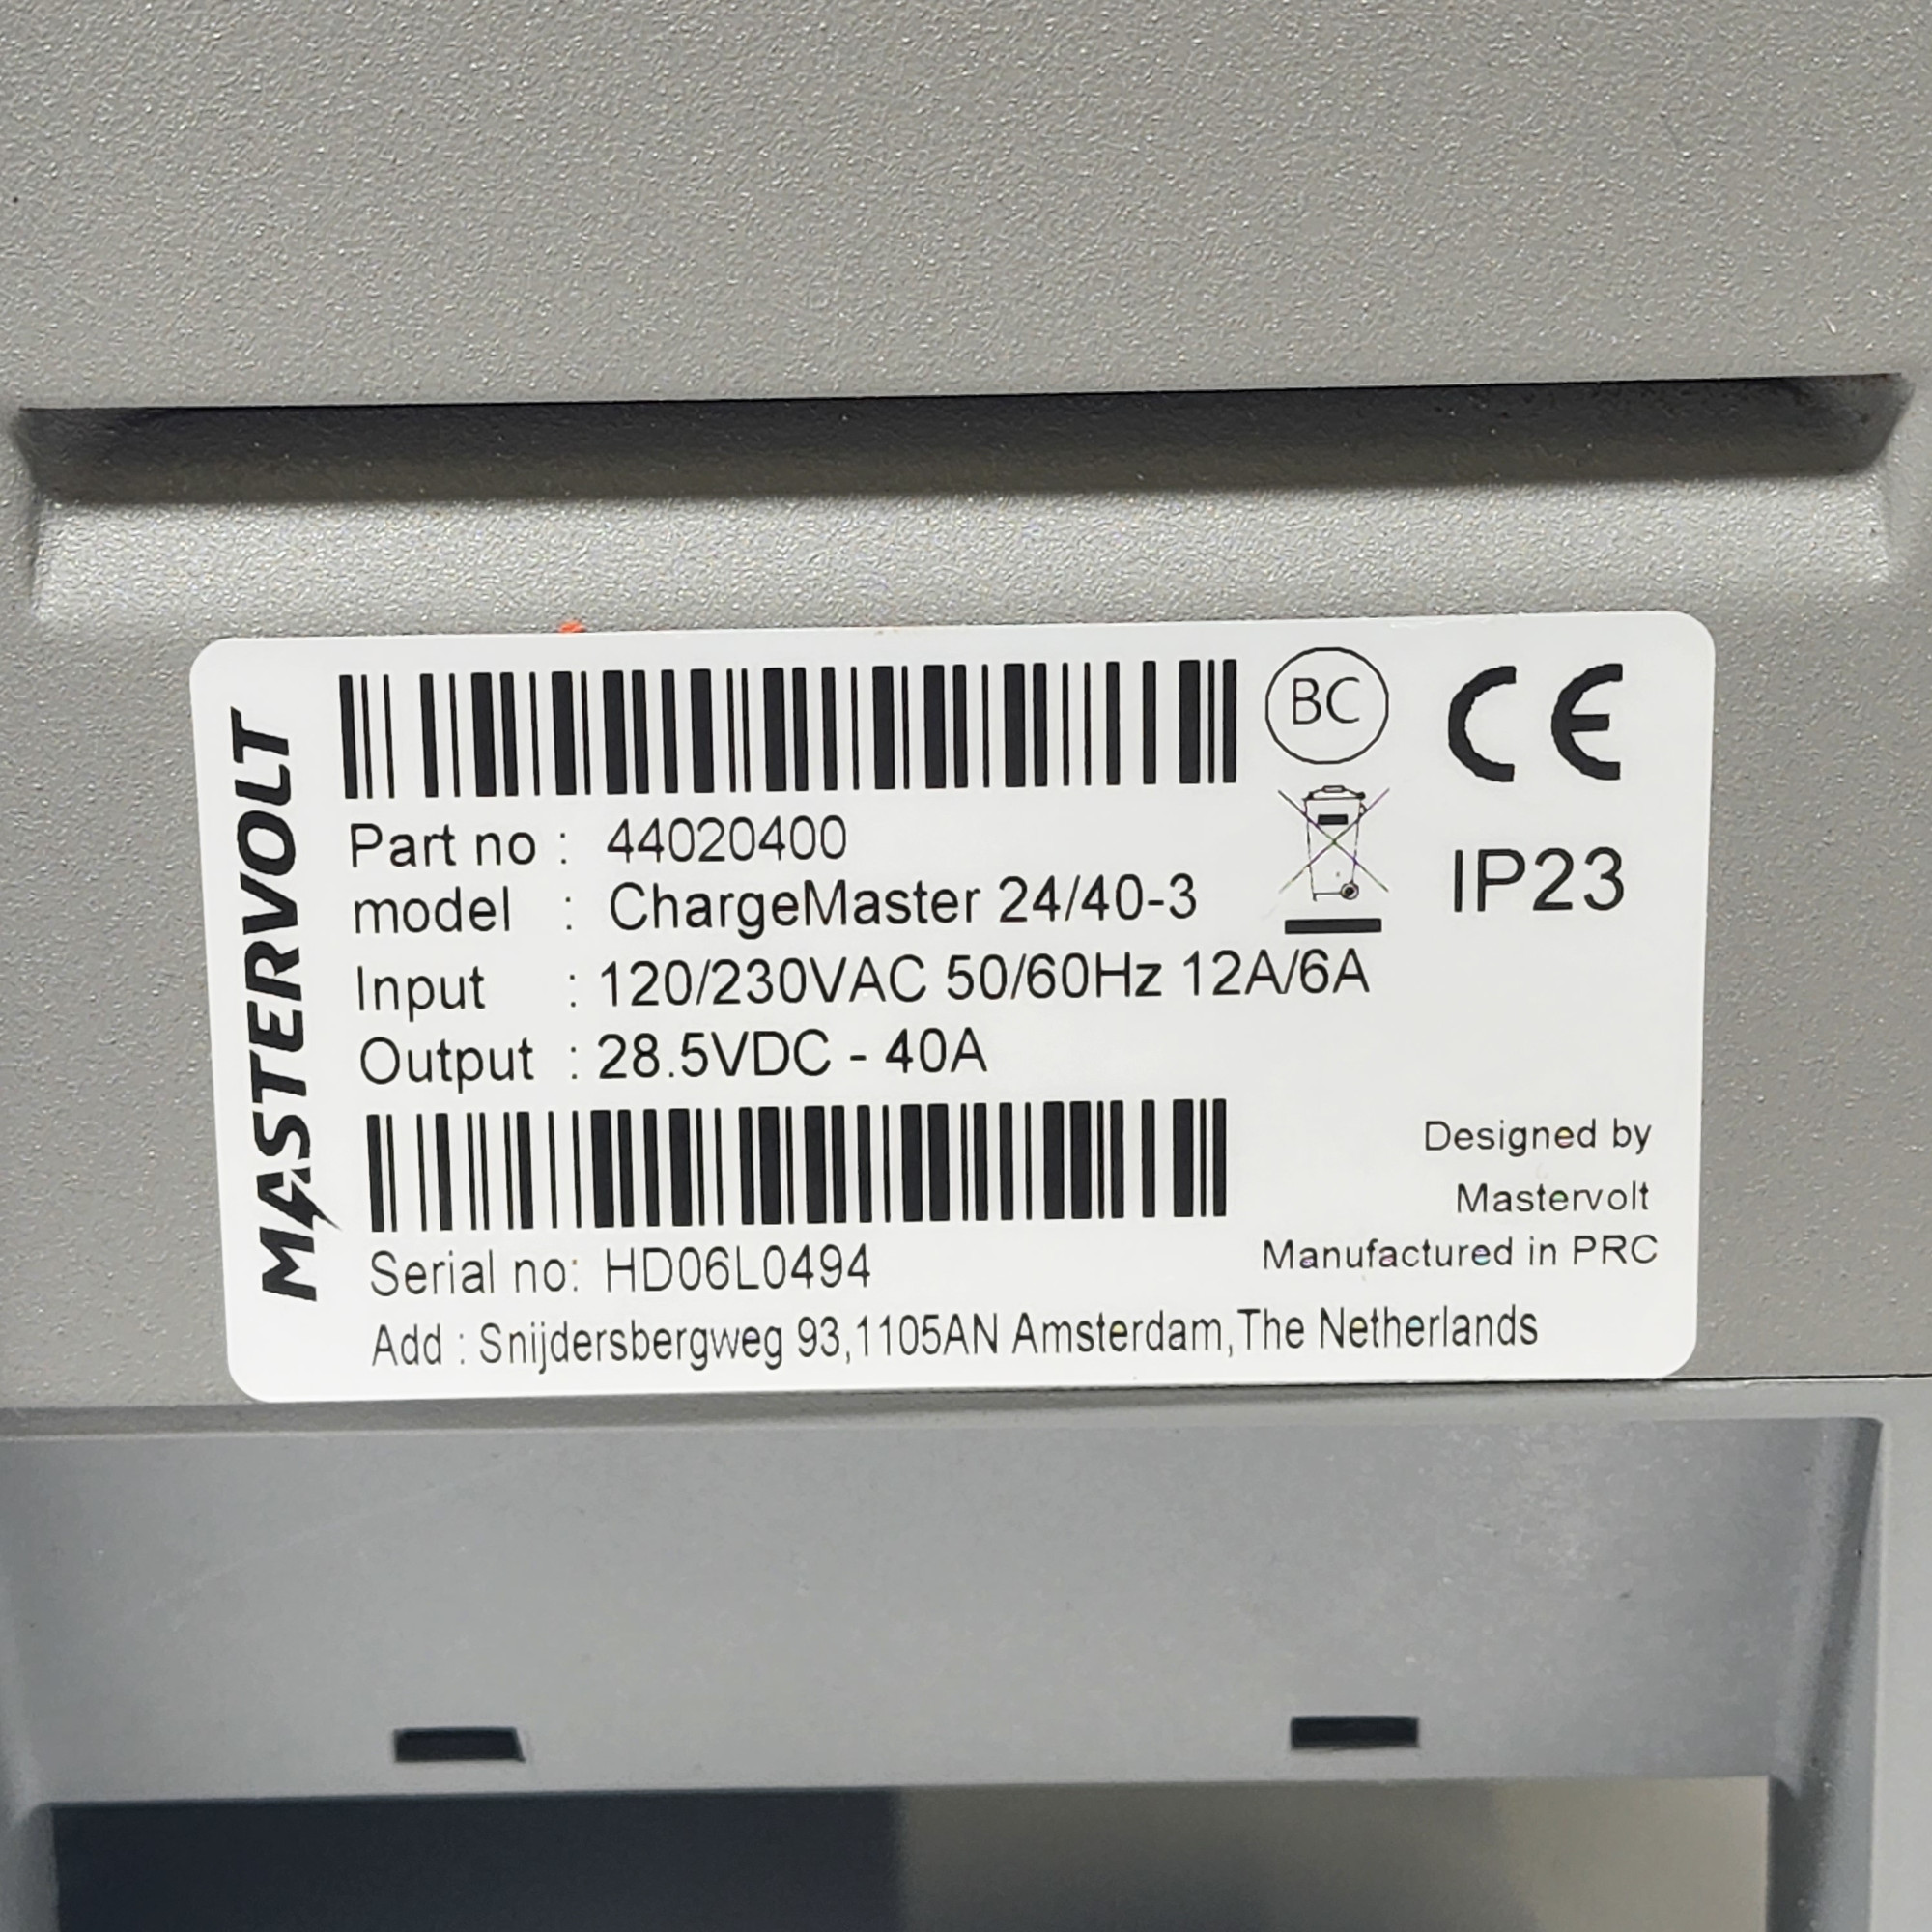 MASTERVOLT
BC
CE
Part no : 44020400
model : ChargeMaster 24/40-3
IP23
Input : 120/230VAC 50/60Hz 12A/6A
Output : 28.5VDC - 40A
Designed by
Mastervolt
Manufactured in PRC
Serial no: HD06L0494
Add : Snijdersbergweg 93,1105AN Amsterdam,The Netherlands